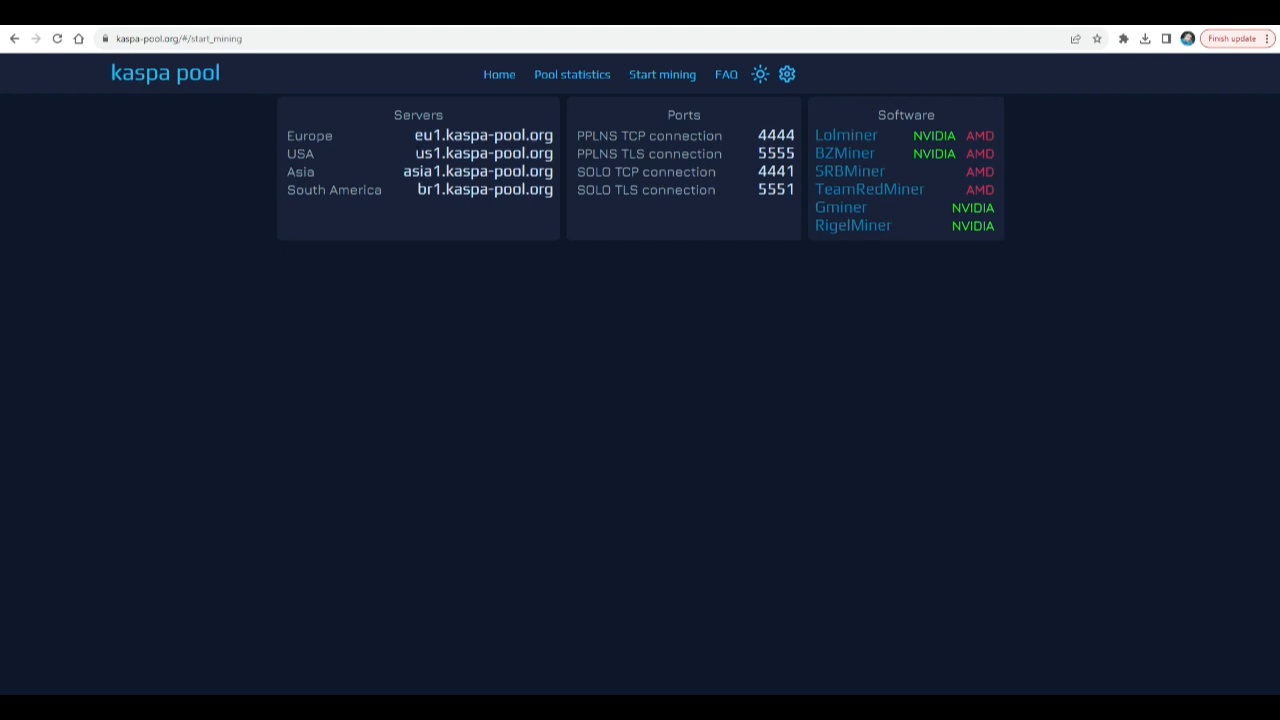 kaspa-pool.org/#/start_mining
Finish update
kaspa pool
Home Pool statistics Start mining FAQ
Servers
Europe eu1.kaspa-pool.org
USA us1.kaspa-pool.org
Asia asia1.kaspa-pool.org
South America br1.kaspa-pool.org
Ports
PPLNS TCP connection 4444
PPLNS TLS connection 5555
SOLO TCP connection 4441
SOLO TLS connection 5551
Software
Lolminer NVIDIA AMD
BZMiner NVIDIA AMD
SRBMiner AMD
TeamRedMiner AMD
Gminer NVIDIA
RigelMiner NVIDIA